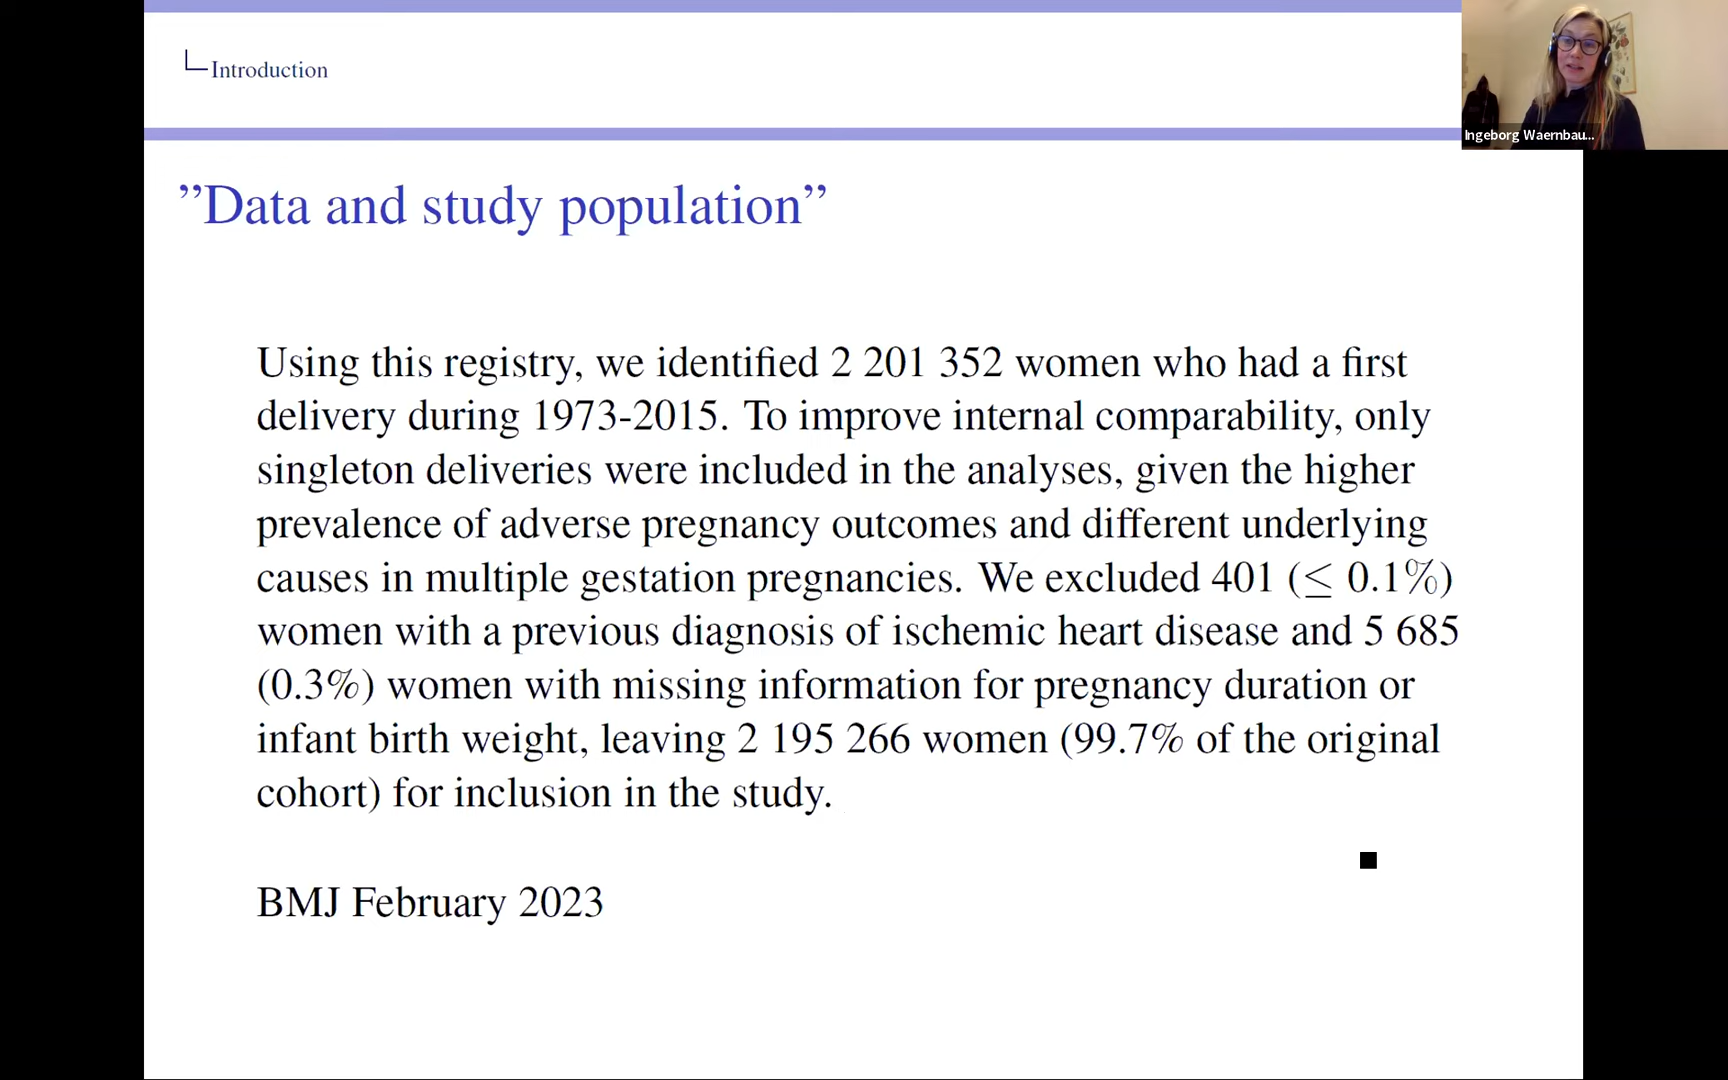 Introduction
Ingeborg Waernbau...
”Data and study population”
Using this registry, we identified 2 201 352 women who had a first
delivery during 1973-2015. To improve internal comparability, only
singleton deliveries were included in the analyses, given the higher
prevalence of adverse pregnancy outcomes and different underlying
causes in multiple gestation pregnancies. We excluded 401 (≤ 0.1%)
women with a previous diagnosis of ischemic heart disease and 5 685
(0.3%) women with missing information for pregnancy duration or
infant birth weight, leaving 2 195 266 women (99.7% of the original
cohort) for inclusion in the study.
BMJ February 2023